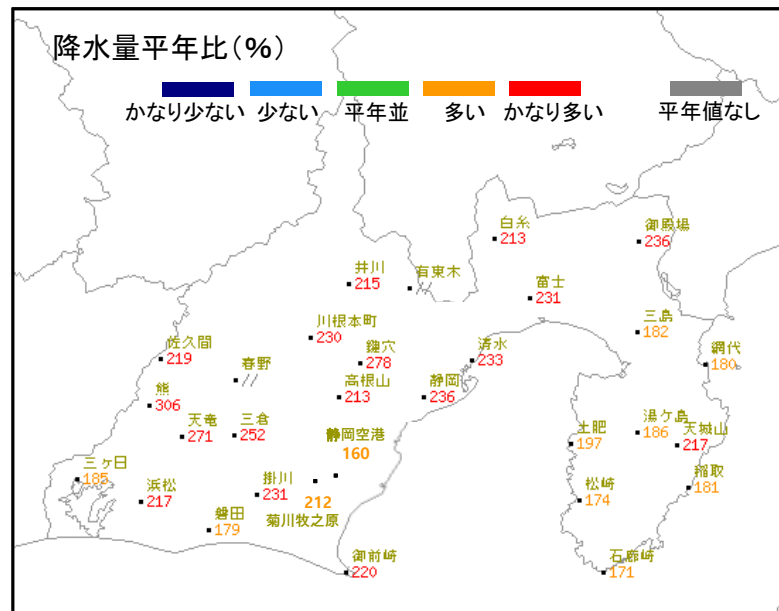 降水量平年比(%)
かなり少ない 少ない 平年並 多い かなり多い 平年値なし
白糸
213
御殿場
236
井川
215
有東木
//
富士
231
川根本町
230
三島
182
佐久間
219
鍵穴
278
清水
233
網代
180
春野
//
熊
306
高根山
213
静岡
236
天竜
271
三倉
252
静岡空港
160
土肥
197
湯ケ島
186
天城山
217
三ヶ日
185
浜松
217
掛川
231
212
菊川牧之原
松崎
174
稲取
181
磐田
179
御前崎
220
石廊崎
171